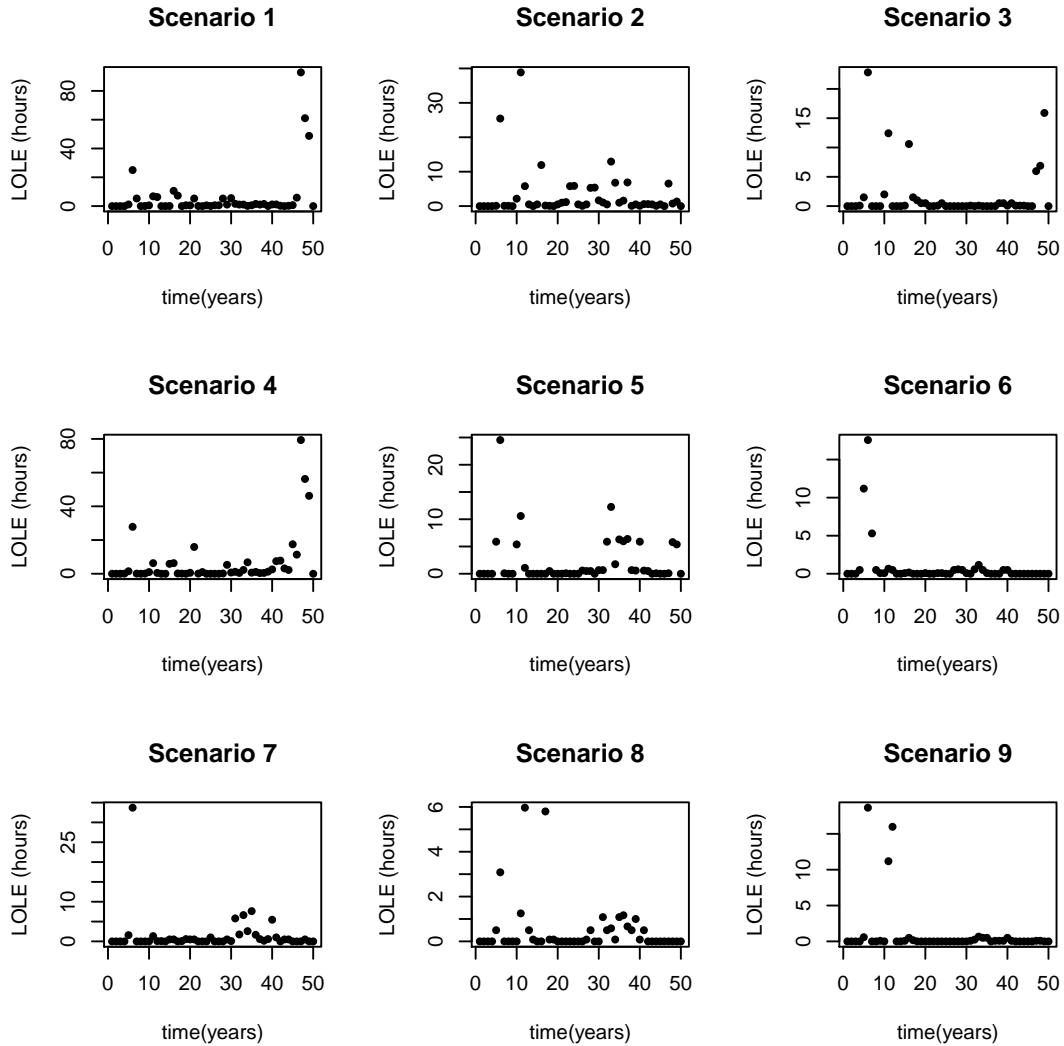 Scenario 1
LOLE (hours)
0 40 80
0 10 20 30 40 50
time(years)
Scenario 2
LOLE (hours)
0 10 30
0 10 20 30 40 50
time(years)
Scenario 3
LOLE (hours)
0 5 15
0 10 20 30 40 50
time(years)
Scenario 4
LOLE (hours)
0 40 80
0 10 20 30 40 50
time(years)
Scenario 5
LOLE (hours)
0 10 20
0 10 20 30 40 50
time(years)
Scenario 6
LOLE (hours)
0 5 10
0 10 20 30 40 50
time(years)
Scenario 7
LOLE (hours)
0 10 25
0 10 20 30 40 50
time(years)
Scenario 8
LOLE (hours)
0 2 4 6
0 10 20 30 40 50
time(years)
Scenario 9
LOLE (hours)
0 5 10
0 10 20 30 40 50
time(years)